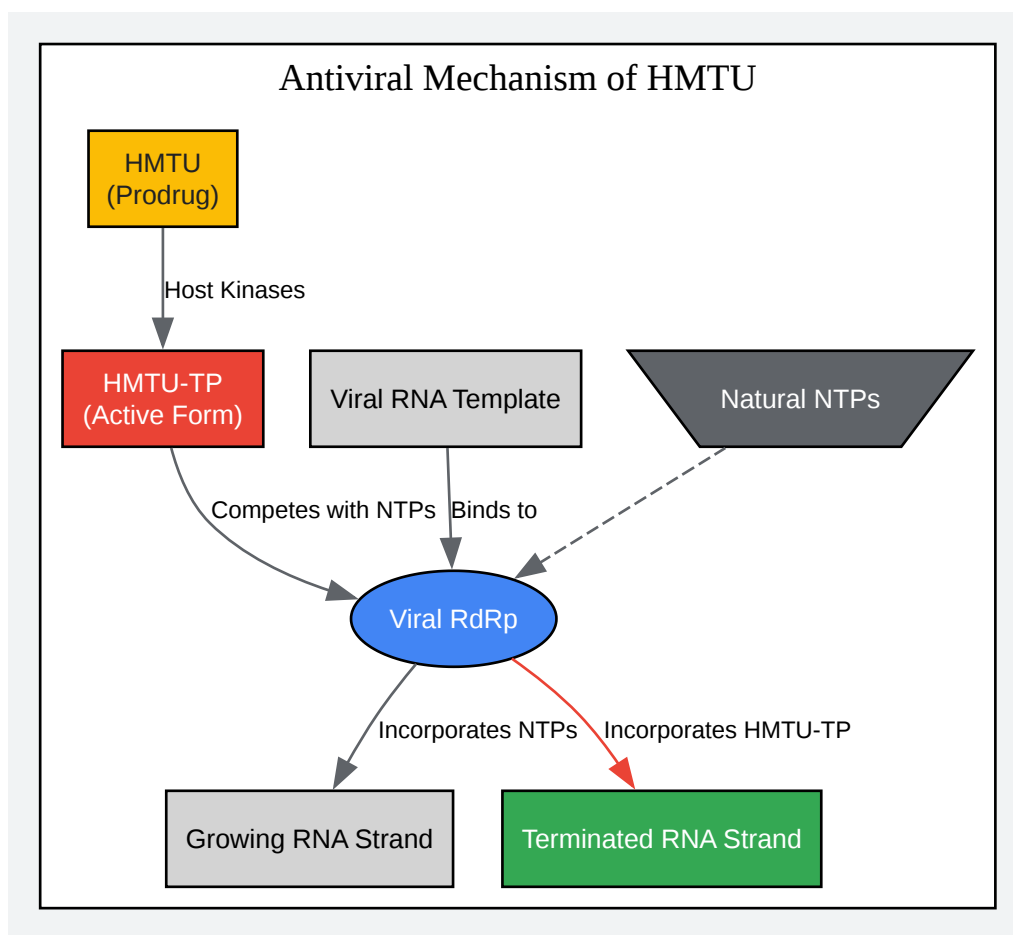 Antiviral Mechanism of HMTU
HMTU
(Prodrug)
Host Kinases
HMTU-TP
(Active Form)
Viral RNA Template
Natural NTPs
Competes with NTPs
Binds to
Viral RdRp
Incorporates NTPs
Incorporates HMTU-TP
Growing RNA Strand
Terminated RNA Strand